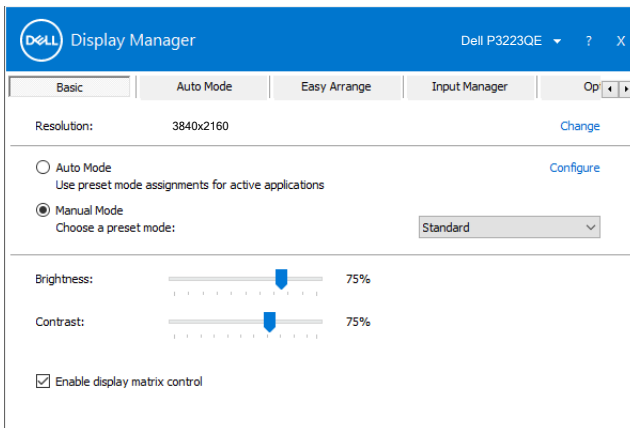 DELL Display Manager Dell P3223QE ? X
Basic Auto Mode Easy Arrange Input Manager
Resolution: 3840x2160 Change
Auto Mode Configure
Use preset mode assignments for active applications
Manual Mode
Choose a preset mode: Standard
Brightness: 75%
Contrast: 75%
Enable display matrix control